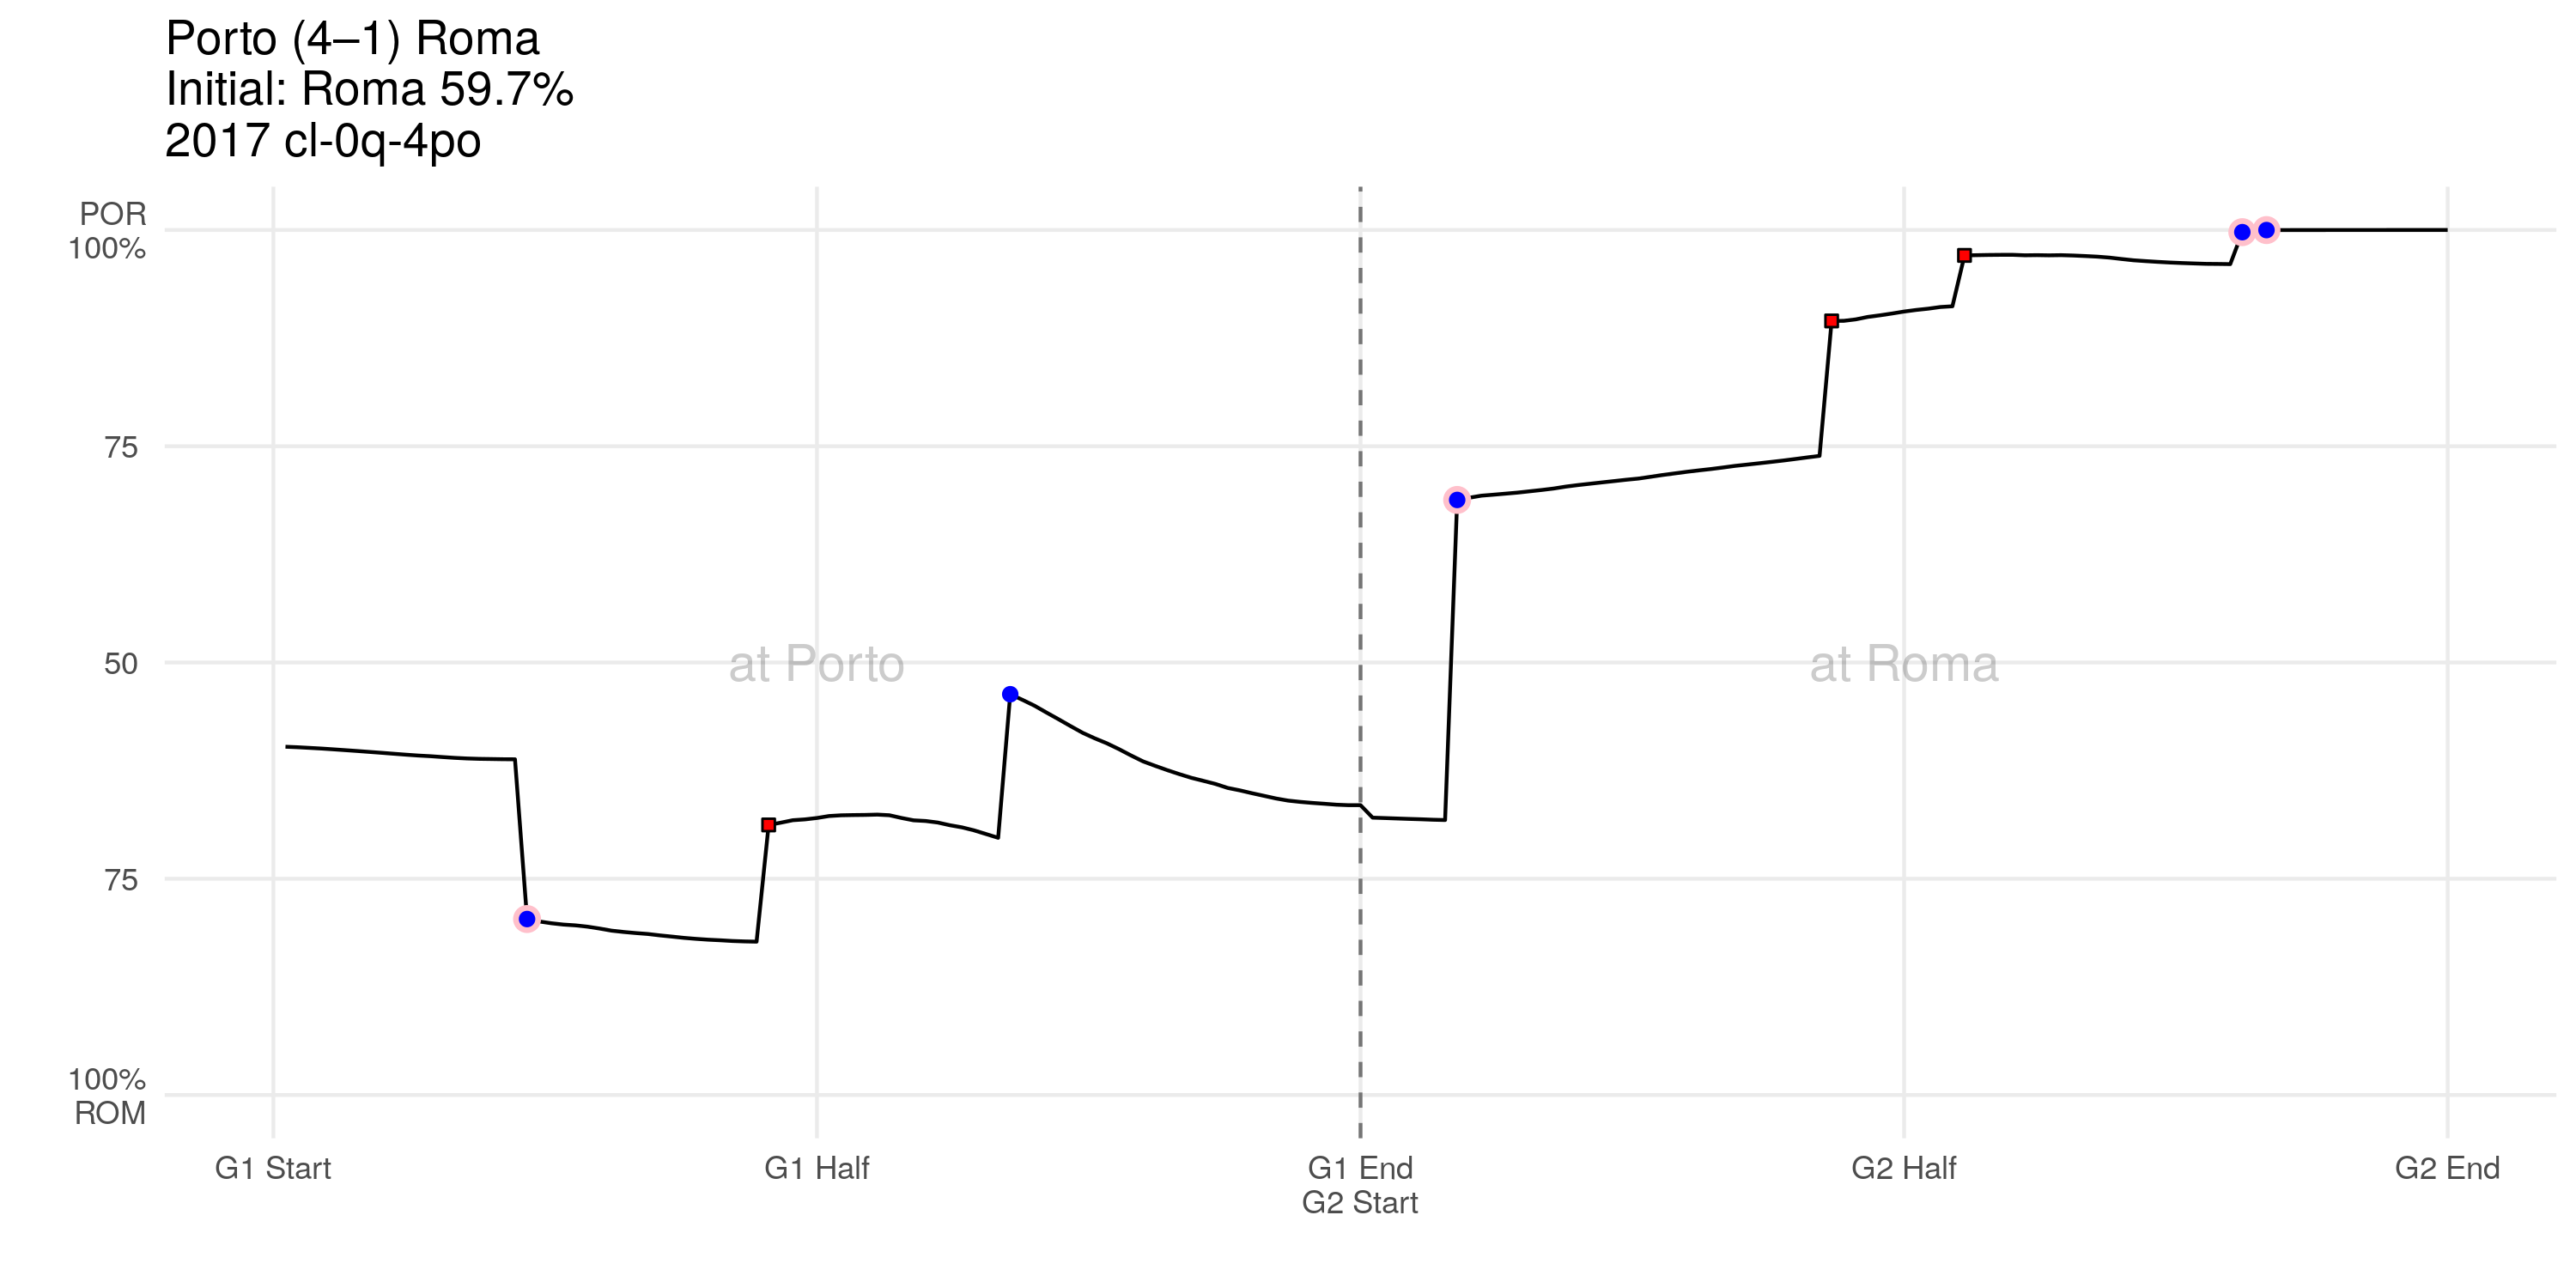 Porto (4–1) Roma
Initial: Roma 59.7%
2017 cl-0q-4po
POR
100%
75
50
75
100%
ROM
at Porto
at Roma
G1 Start
G1 Half
G1 End
G2 Start
G2 Half
G2 End